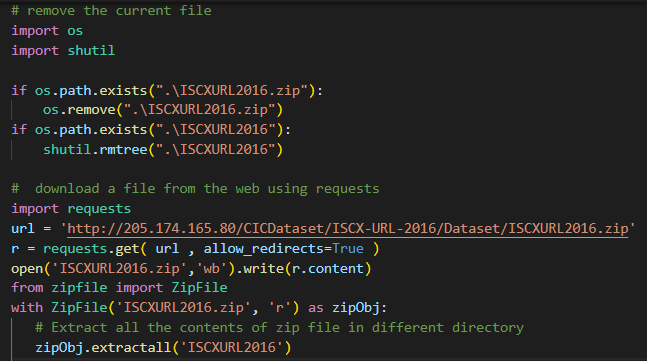 # remove the current file
import os
import shutil

if os.path.exists(".\ISCXURL2016.zip"):
    os.remove(".\ISCXURL2016.zip")
if os.path.exists(".\ISCXURL2016"):
    shutil.rmtree(".\ISCXURL2016")

#  download a file from the web using requests
import requests
url = 'http://205.174.165.80/CICDataset/ISCX-URL-2016/Dataset/ISCXURL2016.zip'
r = requests.get( url , allow_redirects=True )
open('ISCXURL2016.zip','wb').write(r.content)
from zipfile import ZipFile
with ZipFile('ISCXURL2016.zip', 'r') as zipObj:
   # Extract all the contents of zip file in different directory
   zipObj.extractall('ISCXURL2016')